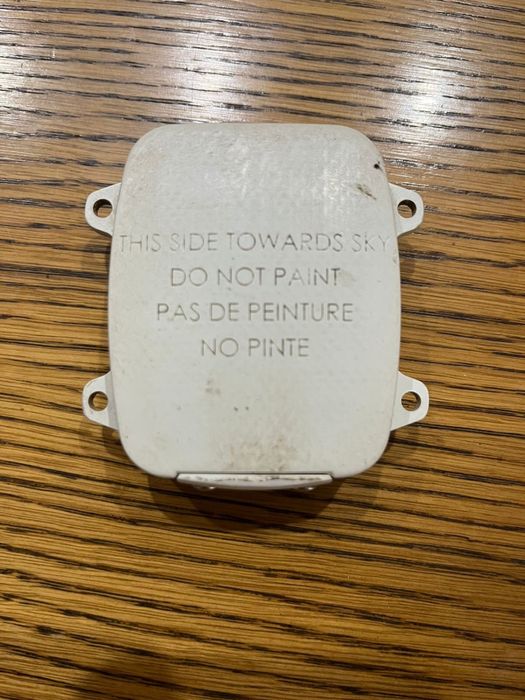 THIS SIDE TOWARDS SKY
DO NOT PAINT
PAS DE PEINTURE
NO PINTE